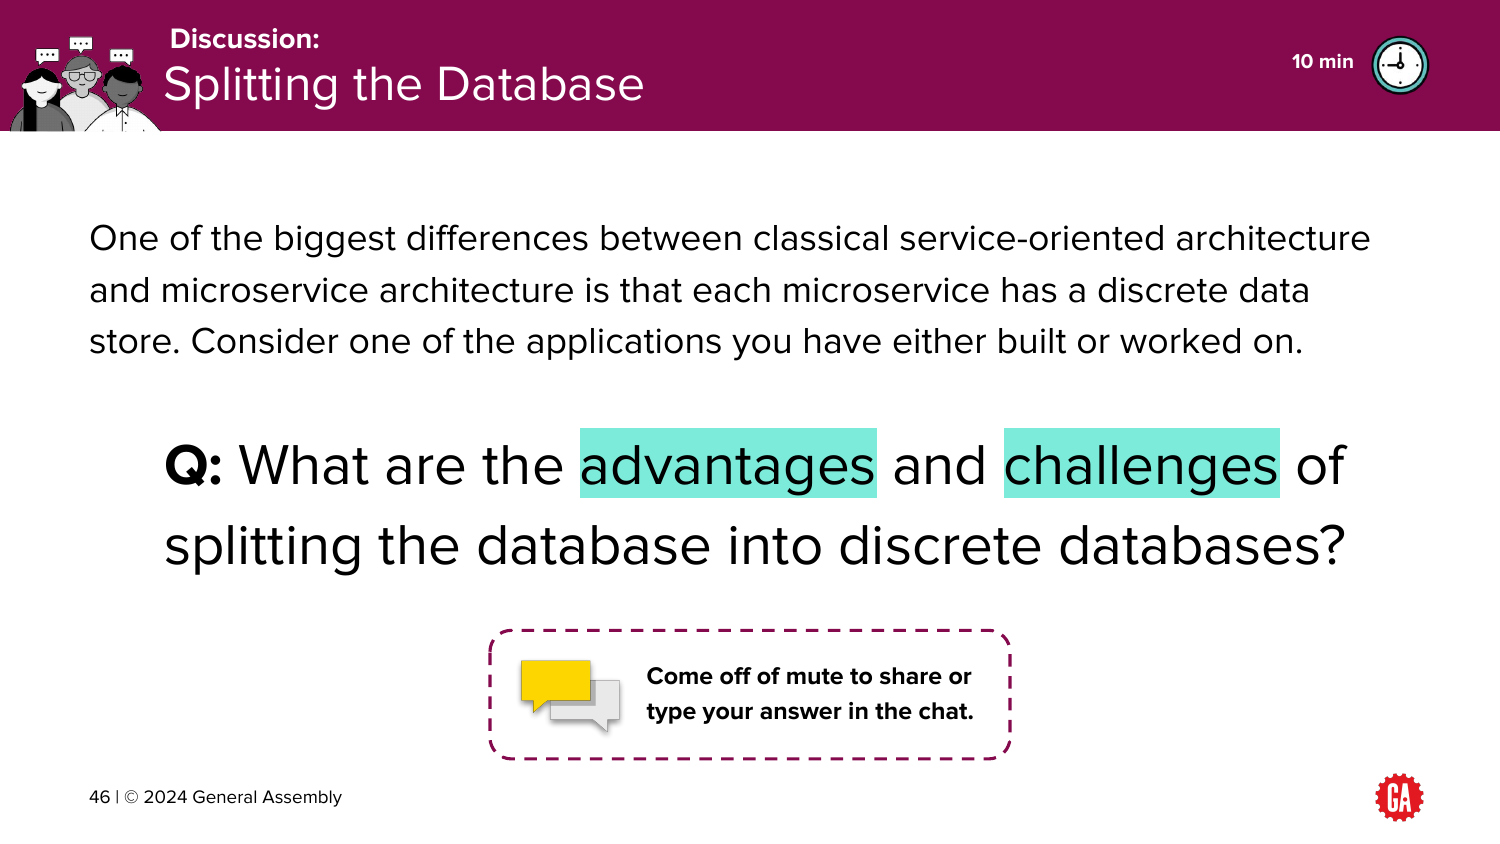 Discussion:
Splitting the Database
10 min
One of the biggest differences between classical service-oriented architecture
and microservice architecture is that each microservice has a discrete data
store. Consider one of the applications you have either built or worked on.
Q: What are the advantages and challenges of
splitting the database into discrete databases?
Come off of mute to share or
type your answer in the chat.
46 | © 2024 General Assembly
GA